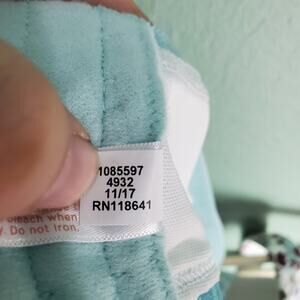 1085597
4932
11/17
RN118641
bleach when
Do not Iron